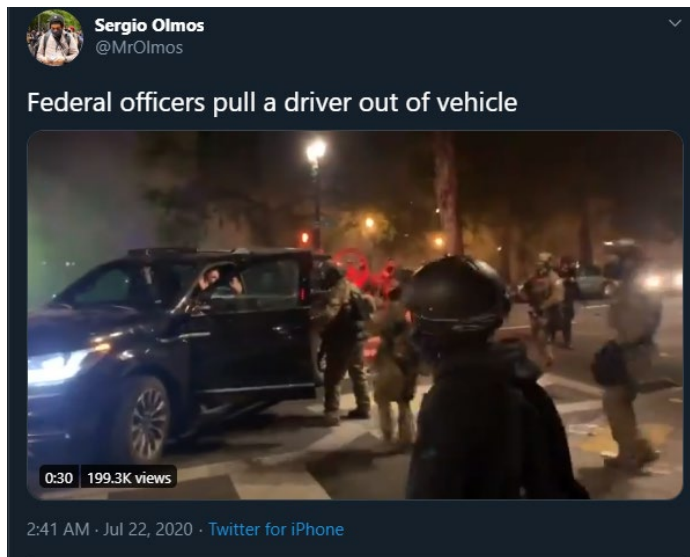 Sergio Olmos
@MrOlmos
Federal officers pull a driver out of vehicle
0:30 199.3K views
2:41 AM · Jul 22, 2020 · Twitter for iPhone